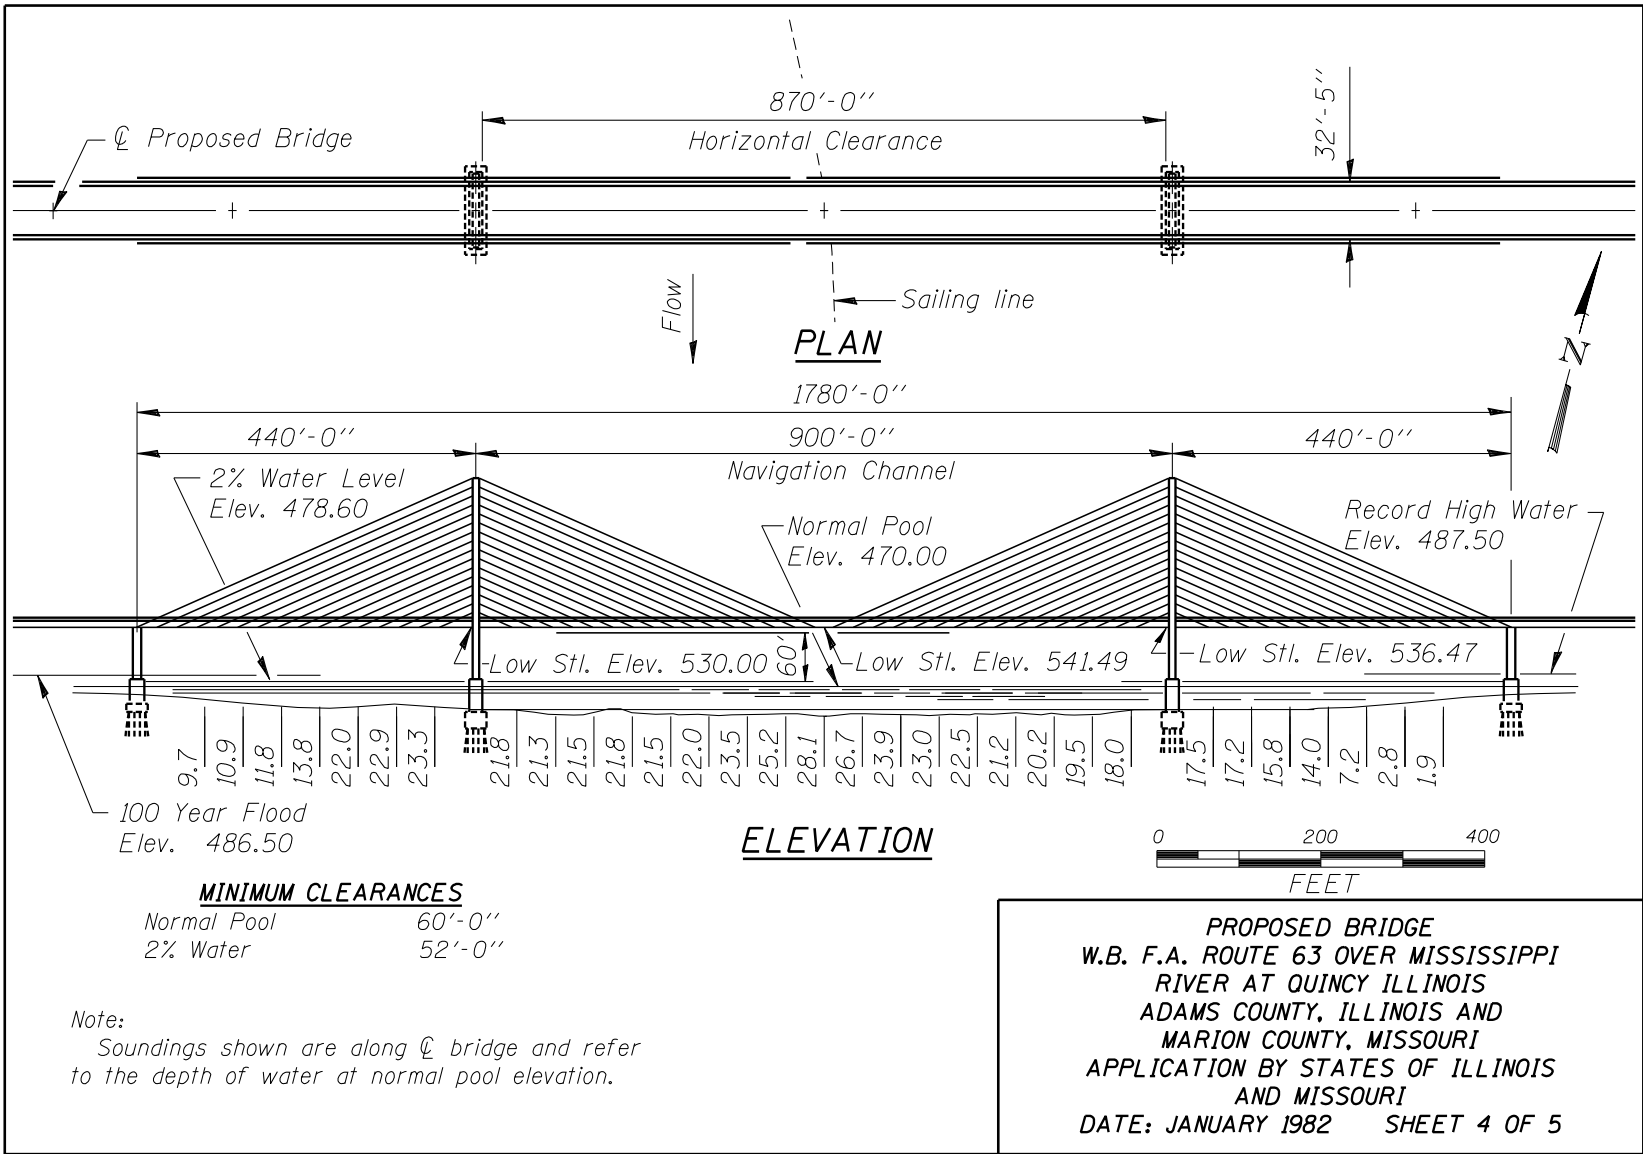 870'-0''
Horizontal Clearance
32'-5''
℄ Proposed Bridge
Flow
Sailing line
PLAN
N
1780'-0''
440'-0''
900'-0''
440'-0''
Navigation Channel
2% Water Level
Elev. 478.60
Normal Pool
Elev. 470.00
Record High Water
Elev. 487.50
Low Stl. Elev. 530.00
60'
Low Stl. Elev. 541.49
Low Stl. Elev. 536.47
9.7
10.9
11.8
13.8
22.0
22.9
23.3
21.8
21.3
21.5
21.8
21.5
22.0
23.5
25.2
28.1
26.7
23.9
23.0
22.5
21.2
20.2
19.5
18.0
17.5
17.2
15.8
14.0
7.2
2.8
1.9
100 Year Flood
Elev. 486.50
ELEVATION
0 200 400
FEET
MINIMUM CLEARANCES
Normal Pool 60'-0''
2% Water 52'-0''
Note:
Soundings shown are along ℄ bridge and refer
to the depth of water at normal pool elevation.
PROPOSED BRIDGE
W.B. F.A. ROUTE 63 OVER MISSISSIPPI
RIVER AT QUINCY ILLINOIS
ADAMS COUNTY, ILLINOIS AND
MARION COUNTY, MISSOURI
APPLICATION BY STATES OF ILLINOIS
AND MISSOURI
DATE: JANUARY 1982 SHEET 4 OF 5